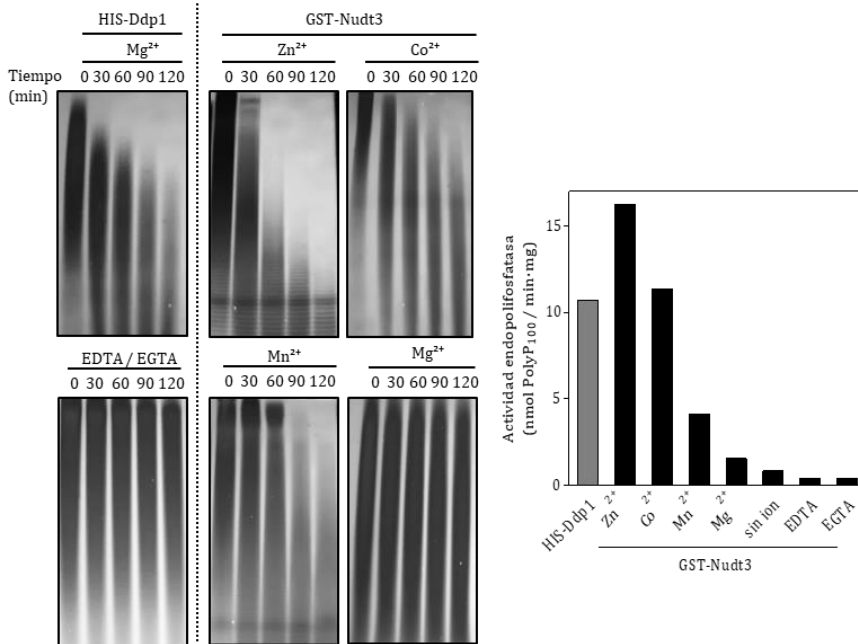 HIS-Ddp1 GST-Nudt3
Mg²⁺ Zn²⁺ Co²⁺
Tiempo (min)
0 30 60 90 120 0 30 60 90 120 0 30 60 90 120
EDTA / EGTA Mn²⁺ Mg²⁺
0 30 60 90 120 0 30 60 90 120 0 30 60 90 120
Actividad endopolifosfatasa
(nmol PolyP₁₀₀ / min·mg)
15
10
5
0
HIS-Ddp1 Zn²⁺ Co²⁺ Mn²⁺ Mg²⁺ sin ion EDTA EGTA
GST-Nudt3